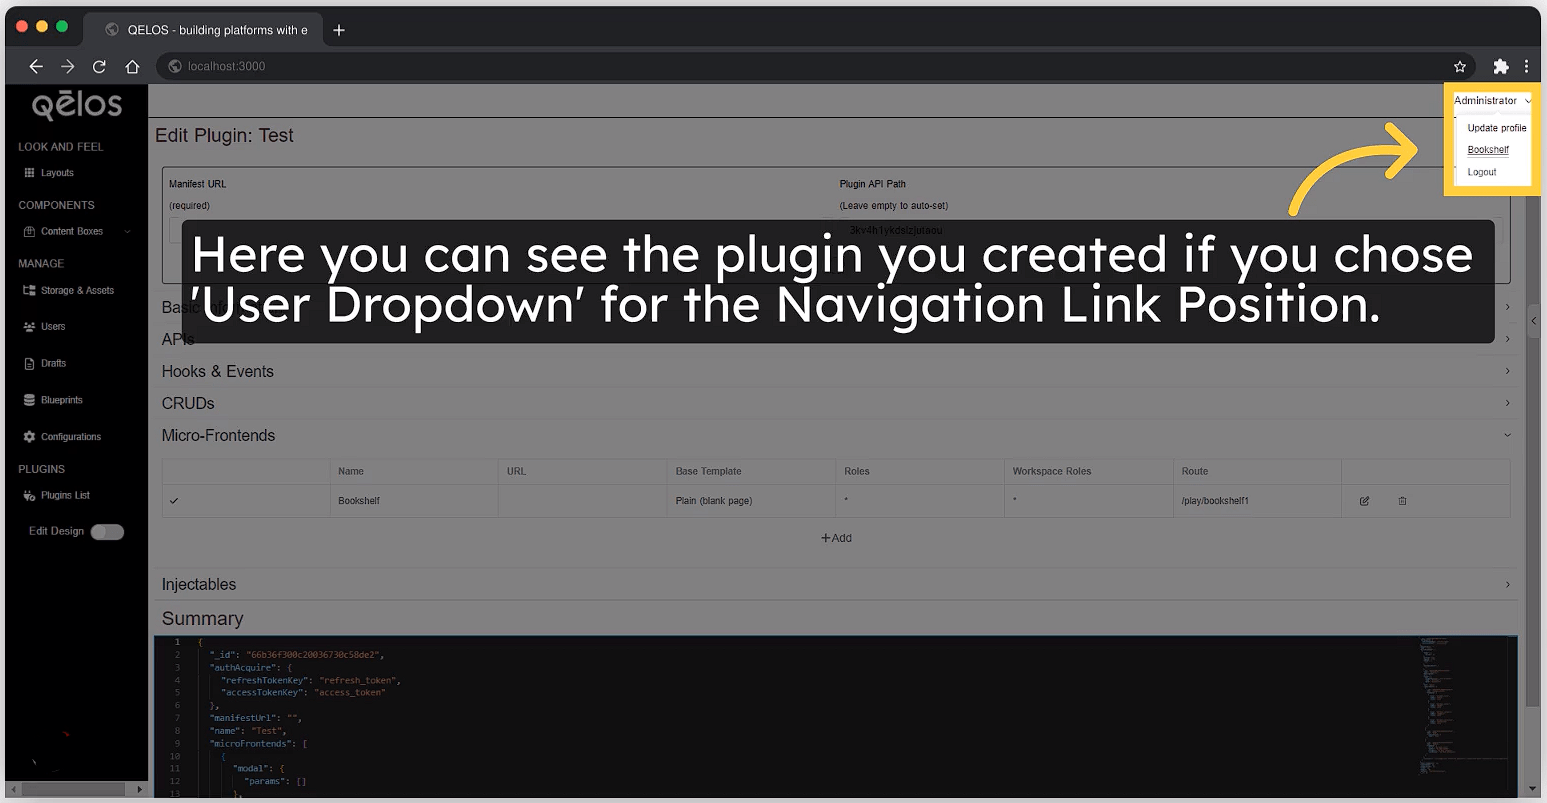 QELOS - building platforms with e
localhost:3000
qēlos
Administrator
Update profile
Bookshelf
Logout
LOOK AND FEEL
Layouts
COMPONENTS
Content Boxes
MANAGE
Storage & Assets
Users
Drafts
Blueprints
Configurations
PLUGINS
Plugins List
Edit Design
Edit Plugin: Test
Manifest URL
(required)
Plugin API Path
(Leave empty to auto-set)
Here you can see the plugin you created if you chose
'User Dropdown' for the Navigation Link Position.
APIs
Hooks & Events
CRUDs
Micro-Frontends
Name URL Base Template Roles Workspace Roles Route
Bookshelf Plain (blank page) * * /play/bookshelf1
+Add
Injectables
Summary
1 {
2 "_id": "66b36f300c20036730c58de2",
3 "authAcquire": {
4 "refreshTokenKey": "refresh_token",
5 "accessTokenKey": "access_token"
6 },
7 "manifestUrl": "",
8 "name": "Test",
9 "microFrontends": [
10 {
11 "modal": {
12 "params": []
13 },